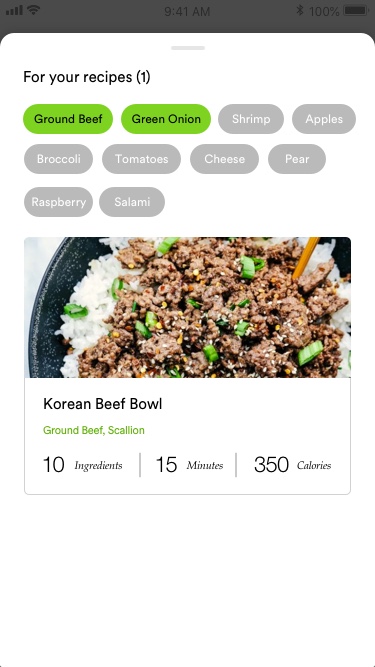 9:41 AM 100%
For your recipes (1)
Ground Beef Green Onion Shrimp Apples
Broccoli Tomatoes Cheese Pear
Raspberry Salami
Korean Beef Bowl
Ground Beef, Scallion
10 Ingredients 15 Minutes 350 Calories